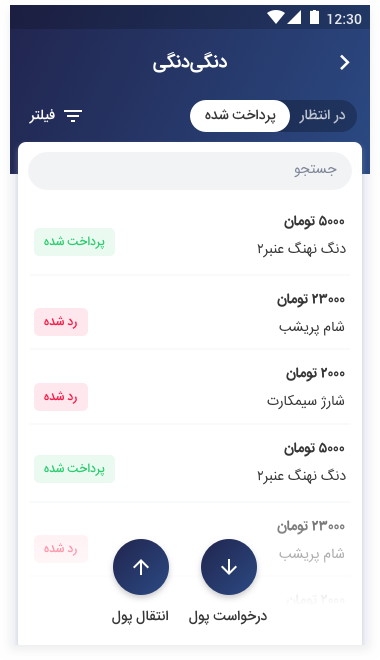 12:30
دنگی‌دنگی
در انتظار
پرداخت شده
فیلتر
جستجو
۵۰۰۰ تومان
دنگ نهنگ عنبر۲
پرداخت شده
۲۳۰۰۰ تومان
شام پریشب
رد شده
۲۰۰۰ تومان
شارژ سیمکارت
رد شده
۵۰۰۰ تومان
دنگ نهنگ عنبر۲
پرداخت شده
۲۳۰۰۰ تومان
شام پریشب
رد شده
۲۰۰۰ تومان
درخواست پول
انتقال پول